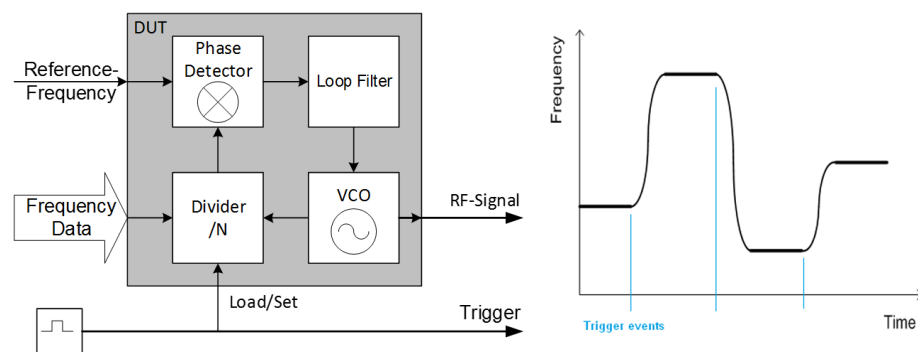 DUT
Phase
Detector
Reference-
Frequency
Loop Filter
Frequency
Data
Divider
/N
VCO
RF-Signal
Load/Set
Trigger
Frequency
Trigger events
Time